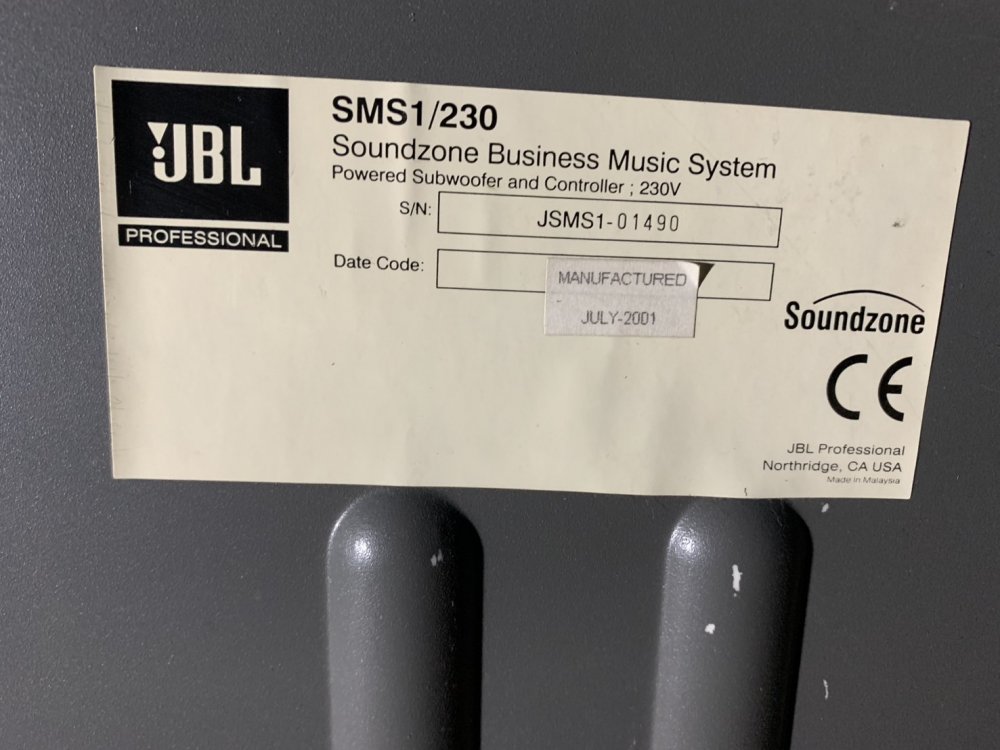 JBL
PROFESSIONAL
SMS1/230
Soundzone Business Music System
Powered Subwoofer and Controller ; 230V
S/N: JSMS1-01490
Date Code:
MANUFACTURED
JULY-2001
Soundzone
CE
JBL Professional
Northridge, CA USA
Made in Malaysia